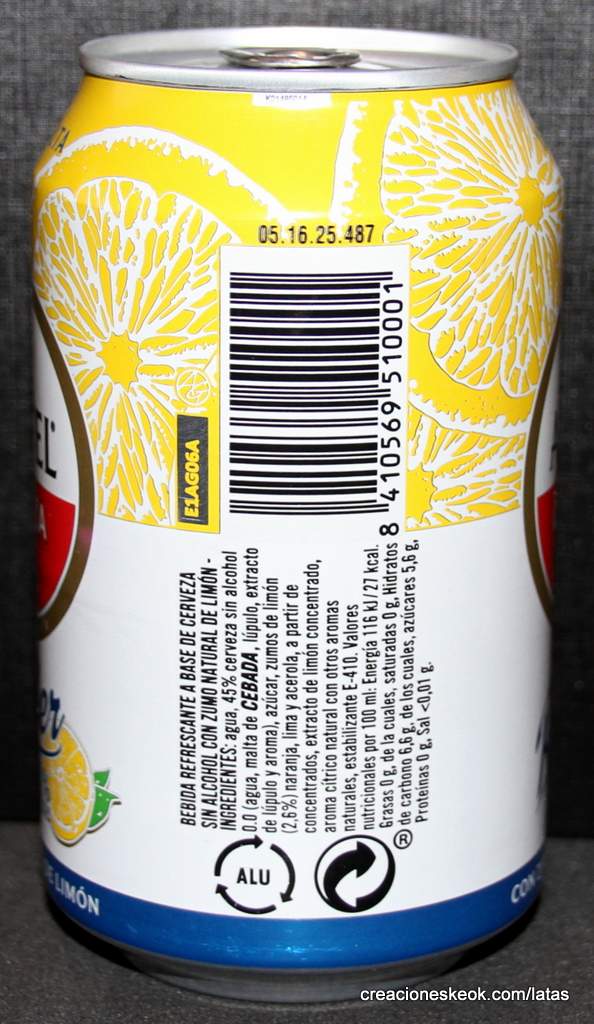 TA
05.16.25.487
8 410569 510001
E1AG06A
EL
A
er
DE LIMÓN
BEBIDA REFRESCANTE A BASE DE CERVEZA
SIN ALCOHOL CON ZUMO NATURAL DE LIMÓN -
INGREDIENTES: agua, 45% cerveza sin alcohol
0,0 (agua, malta de CEBADA, lúpulo, extracto
de lúpulo y aroma), azúcar, zumos de limón
(2,6%) naranja, lima y acerola, a partir de
concentrados, extracto de limón concentrado,
aroma cítrico natural con otros aromas
naturales, estabilizante E-410. Valores
nutricionales por 100 ml: Energía 116 kJ/ 27 kcal.
Grasas 0 g, de la cuales, saturadas 0 g, Hidratos
de carbono 6,6 g, de los cuales, azúcares 5,6 g,
Proteínas 0 g, Sal <0,01 g.
ALU
®
CON
creacioneskeok.com/latas